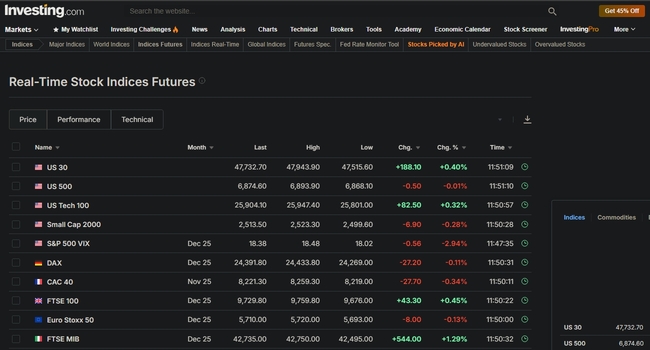 Investing.com
Search the website...
Get 45% Off
Markets My Watchlist Investing Challenges News Analysis Charts Technical Brokers Tools Academy Economic Calendar Stock Screener InvestingPro More
Indices Major Indices World Indices Indices Futures Indices Real-Time Global Indices Futures Spec. Fed Rate Monitor Tool Stocks Picked by AI Undervalued Stocks Overvalued Stocks
Real-Time Stock Indices Futures
Price Performance Technical
Name Month Last High Low Chg. Chg. % Time
US 30 47,732.70 47,943.90 47,515.60 +188.10 +0.40% 11:51:09
US 500 6,874.60 6,893.90 6,868.10 -0.50 -0.01% 11:51:10
US Tech 100 25,904.10 25,947.40 25,801.00 +82.50 +0.32% 11:50:57
Small Cap 2000 2,513.50 2,523.30 2,499.60 -6.90 -0.28% 11:50:28
S&P 500 VIX Dec 25 18.38 18.48 18.02 -0.56 -2.94% 11:47:35
DAX Dec 25 24,391.80 24,433.80 24,269.00 -27.20 -0.11% 11:50:31
CAC 40 Nov 25 8,221.30 8,259.30 8,219.00 -27.70 -0.34% 11:50:11
FTSE 100 Dec 25 9,729.80 9,759.80 9,676.00 +43.30 +0.45% 11:50:22
Euro Stoxx 50 Dec 25 5,710.00 5,720.00 5,693.00 -8.00 -0.13% 11:50:00
FTSE MIB Dec 25 42,735.00 42,750.00 42,495.00 +544.00 +1.29% 11:50:32
Indices Commodities
US 30 47,732.70
US 500 6,874.60